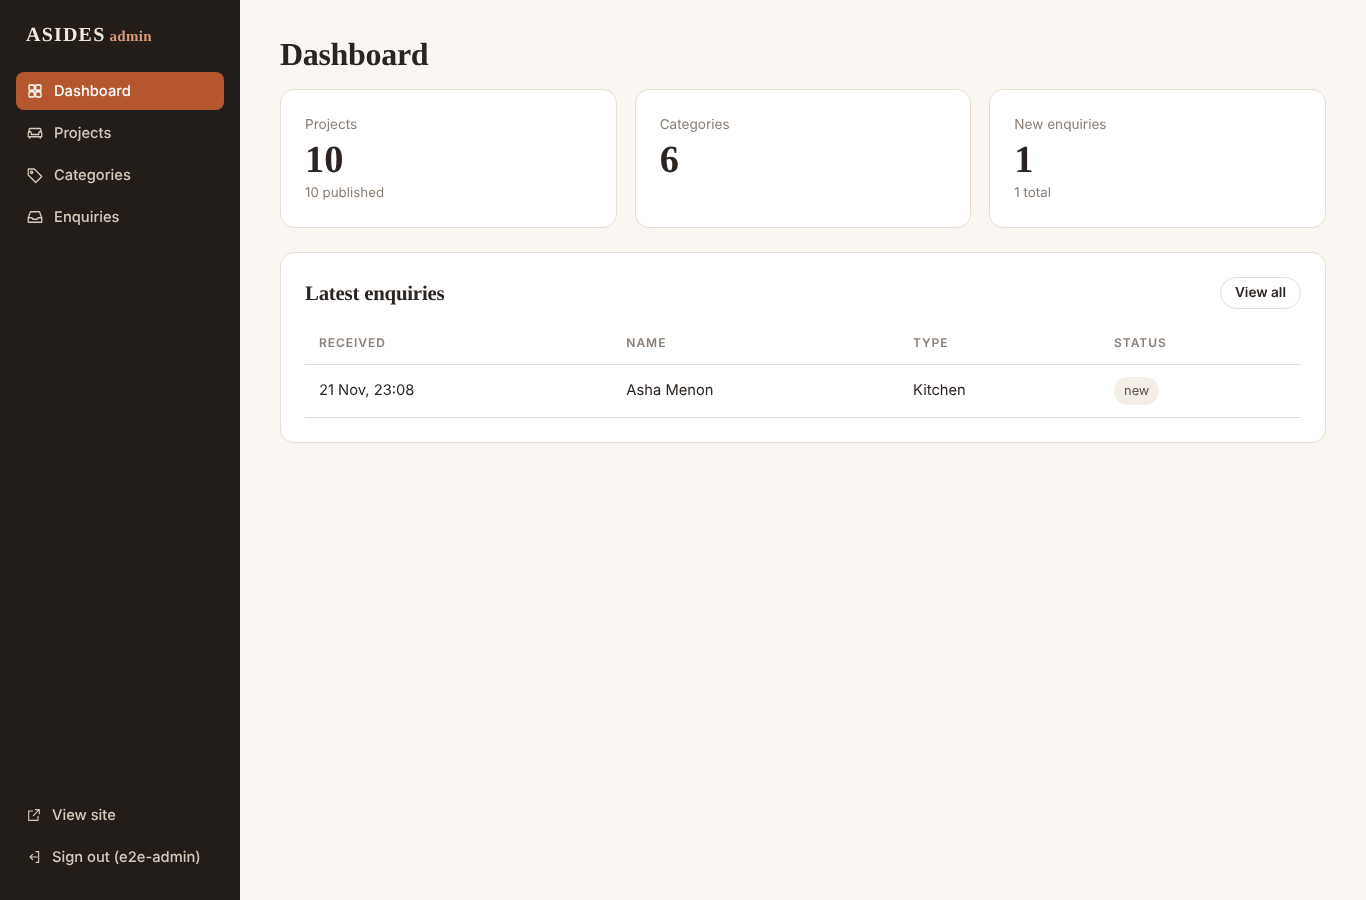 ASIDES admin
Dashboard
Projects
Categories
Enquiries
View site
Sign out (e2e-admin)
Dashboard
Projects
10
10 published
Categories
6
New enquiries
1
1 total
Latest enquiries
View all
RECEIVED NAME TYPE STATUS
21 Nov, 23:08 Asha Menon Kitchen new